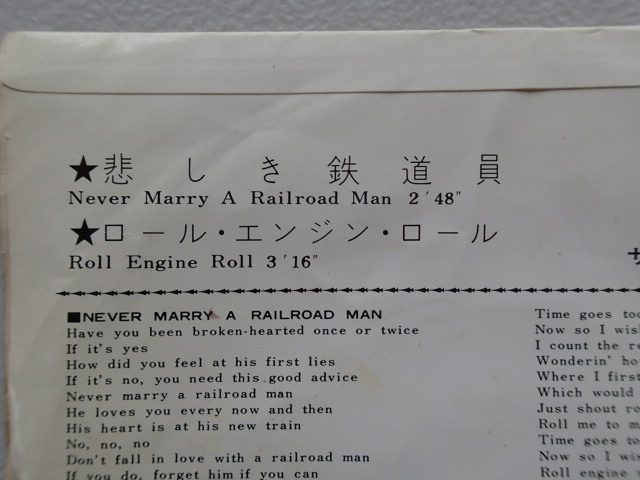 ★悲しき鉄道員
Never Marry A Railroad Man 2′48″
★ロール・エンジン・ロール
Roll Engine Roll 3′16″
■NEVER MARRY A RAILROAD MAN
Have you been broken-hearted once or twice
If it's yes
How did you feel at his first lies
If it's no, you need this good advice
Never marry a railroad man
He loves you every now and then
His heart is at his new train
No, no, no
Don't fall in love with a railroad man
If you do, forget him if you can
Time goes too
Now so I wish
I count the
Wonderin'
Where I first
Which would
Just shout
Roll me to
Time goes too
Now so I wish
Roll engine